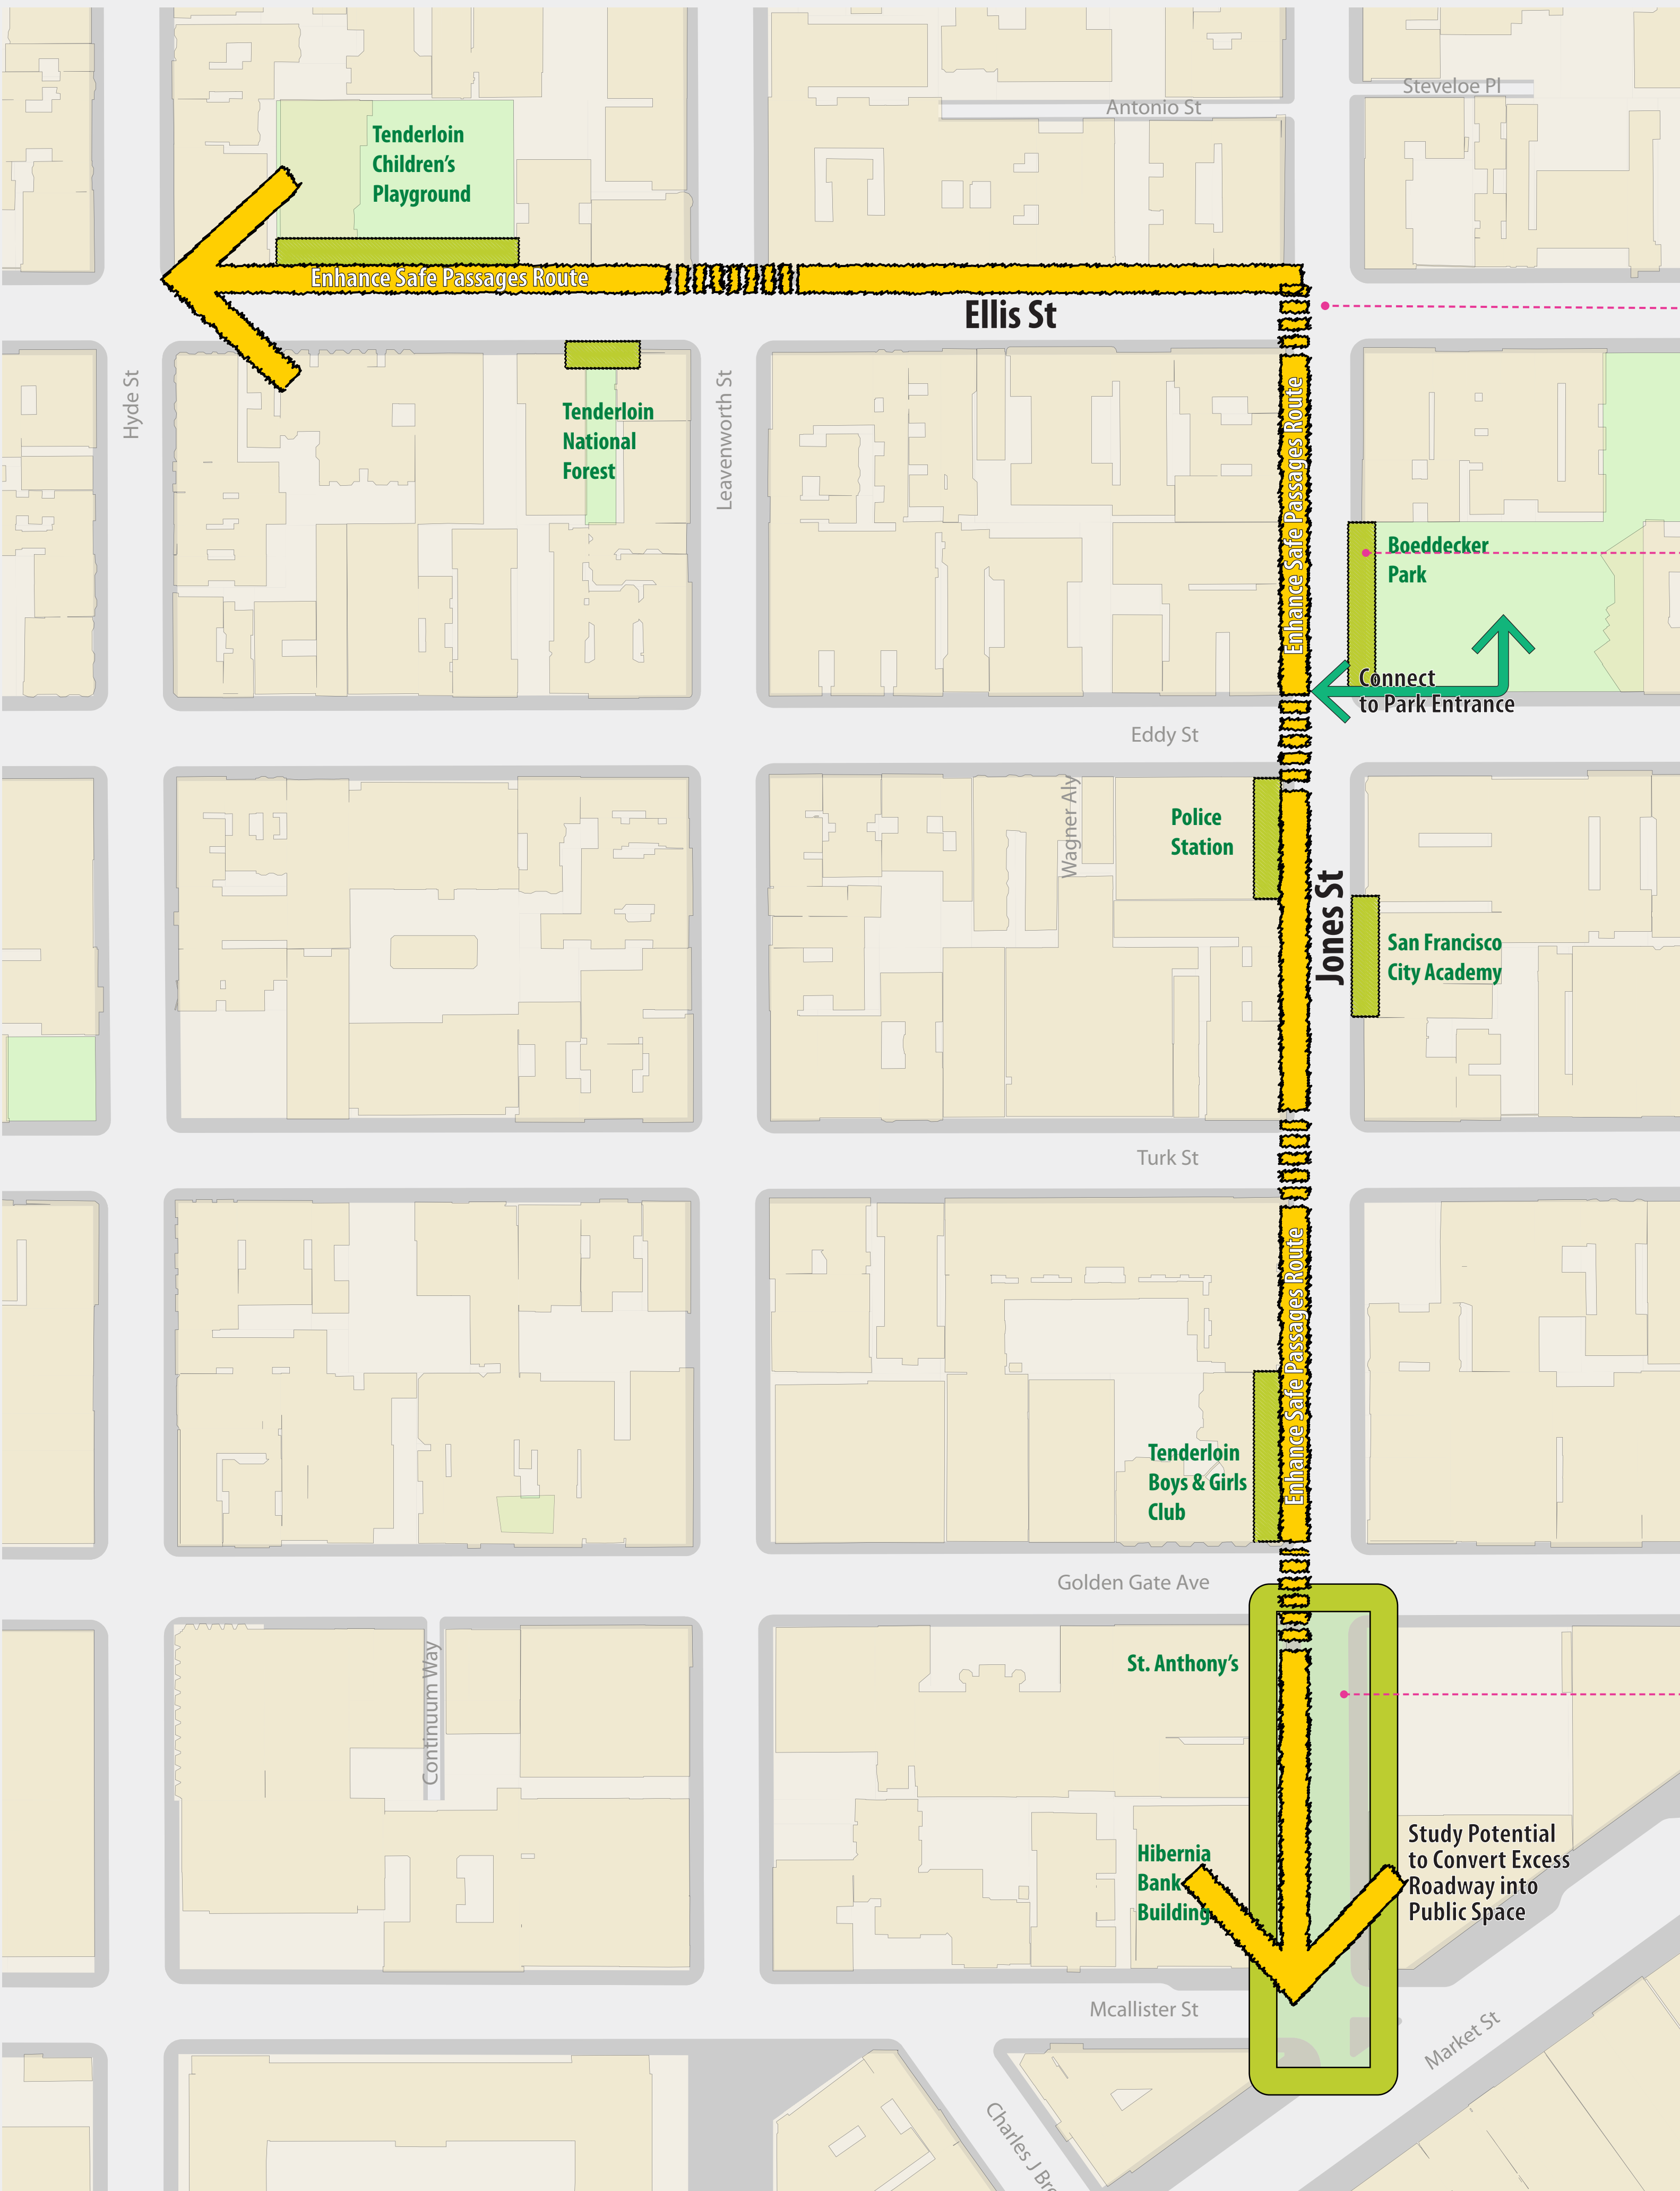 Steveloe Pl
Antonio St
Tenderloin
Children's
Playground
Enhance Safe Passages Route
Ellis St
Hyde St
Leavenworth St
Tenderloin
National
Forest
Enhance Safe Passages Route
Boeddecker
Park
Connect
to Park Entrance
Eddy St
Wagner Aly
Police
Station
Jones St
San Francisco
City Academy
Turk St
Enhance Safe Passages Route
Tenderloin
Boys & Girls
Club
Golden Gate Ave
St. Anthony's
Continuum Way
Hibernia
Bank
Building
Study Potential
to Convert Excess
Roadway into
Public Space
Mcallister St
Market St
Charles J Bre